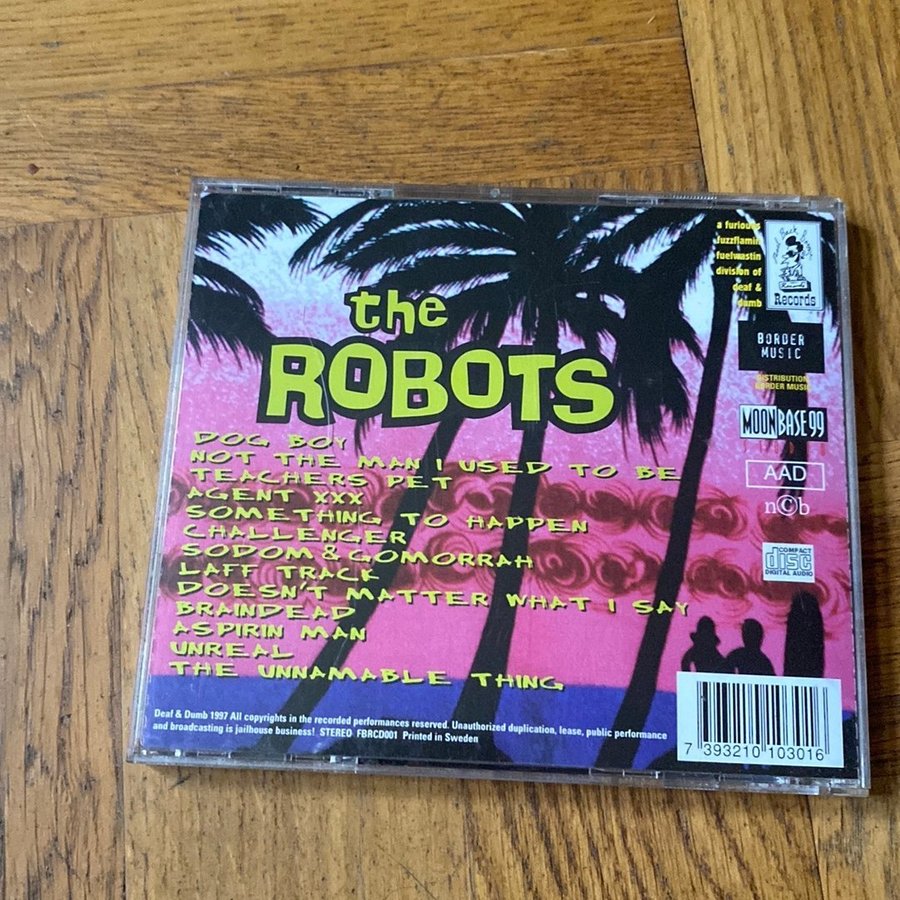 the
ROBOTS
DOG BOY
NOT THE MAN I USED TO BE
TEACHERS PET
AGENT XXX
SOMETHING TO HAPPEN
CHALLENGER
SODOM & GOMORRAH
LAFF TRACK
DOESN'T MATTER WHAT I SAY
BRAINDEAD
ASPIRIN MAN
UNREAL
THE UNNAMABLE THING
a furious
fuzzflamin
fuelwastin
division of
deaf &
dumb
Records
BORDER
MUSIC
DISTRIBUTION
BORDER MUSIC
MOONBASE99
AAD
n©b
COMPACT
disc
DIGITAL AUDIO
Deaf & Dumb 1997 All copyrights in the recorded performances reserved. Unauthorized duplication, lease, public performance
and broadcasting is jailhouse business! STEREO FBRCD001 Printed in Sweden
7 393210 103016